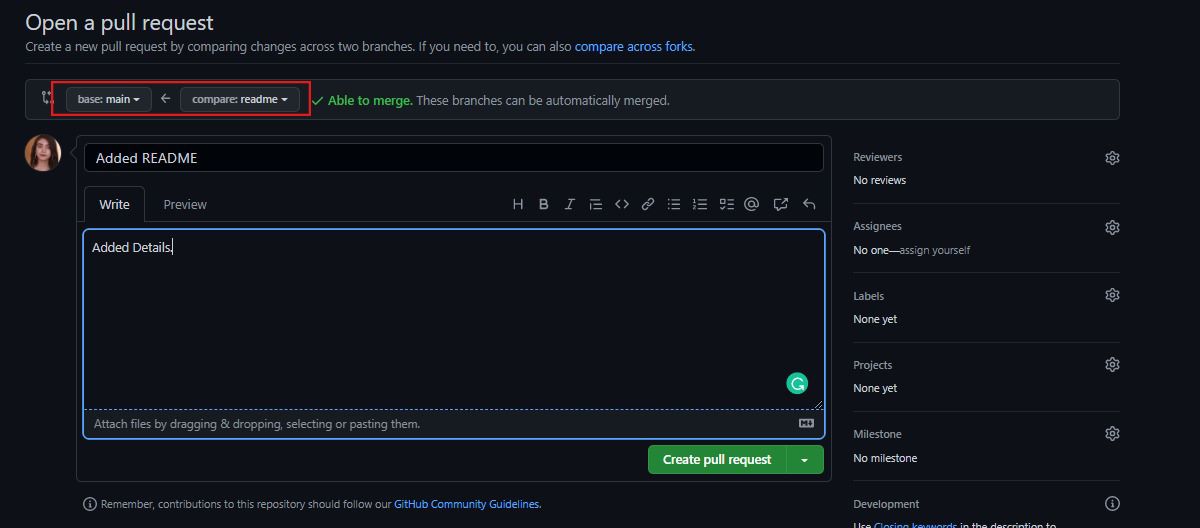 Open a pull request
Create a new pull request by comparing changes across two branches. If you need to, you can also compare across forks.
base: main
compare: readme
Able to merge. These branches can be automatically merged.
Added README
Write
Preview
Added Details.
Attach files by dragging & dropping, selecting or pasting them.
Create pull request
Remember, contributions to this repository should follow our GitHub Community Guidelines.
Reviewers
No reviews
Assignees
No one—assign yourself
Labels
None yet
Projects
None yet
Milestone
No milestone
Development
Use Closing keywords in the description to